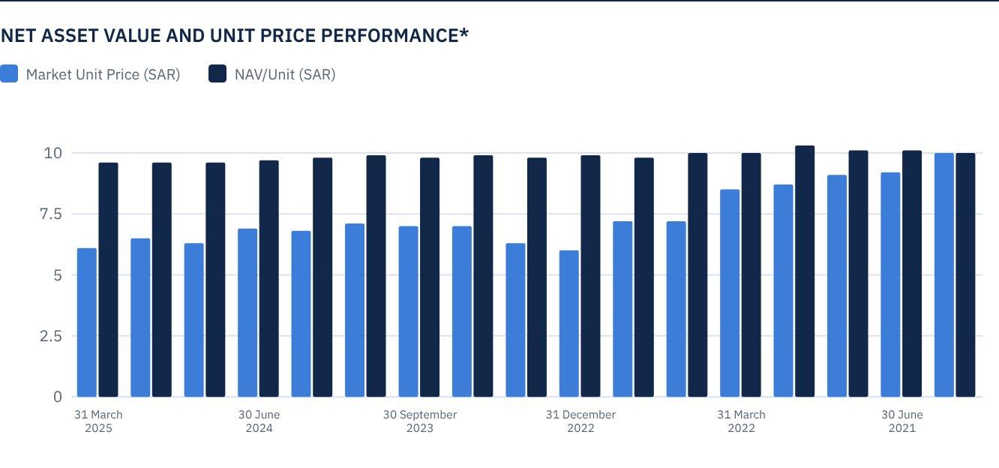 NET ASSET VALUE AND UNIT PRICE PERFORMANCE*
Market Unit Price (SAR) NAV/Unit (SAR)
10
7.5
5
2.5
0
31 March 30 June 30 September 31 December 31 March 30 June
2025 2024 2023 2022 2022 2021